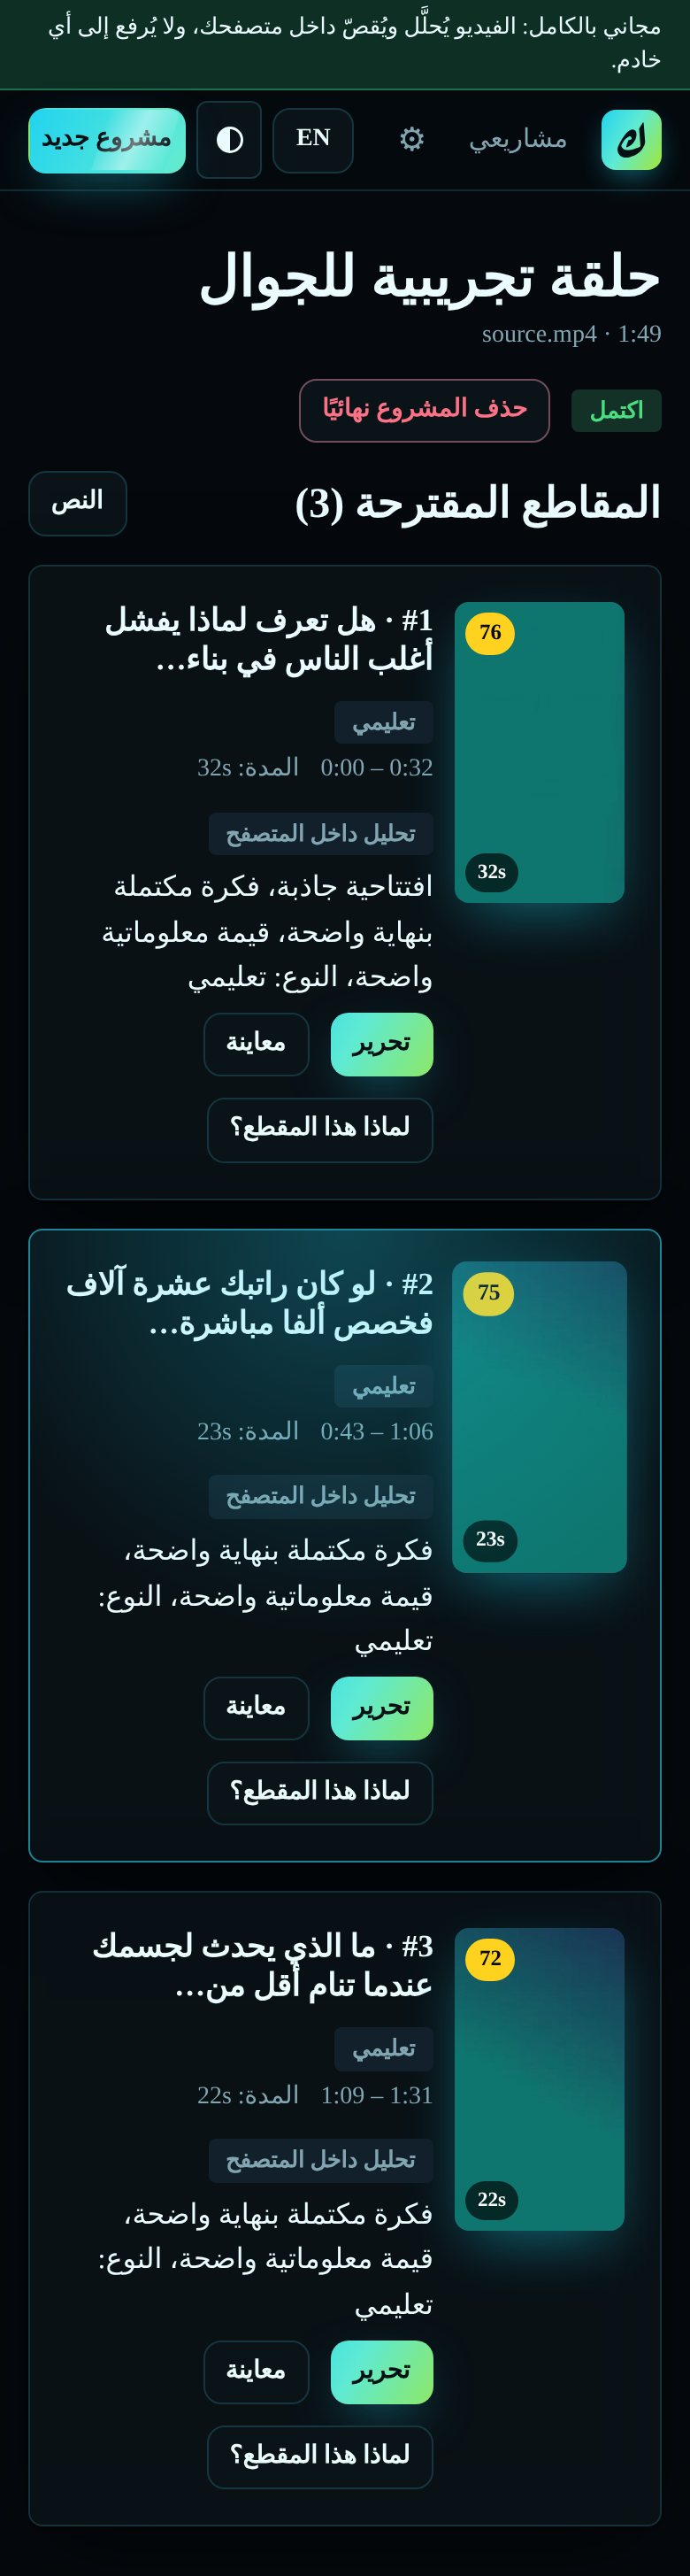 مجاني بالكامل: الفيديو يُحلَّل ويُقصّ داخل متصفحك، ولا يُرفع إلى أي
خادم.
ك مشاريعي ⚙ EN مشروع جديد
حلقة تجريبية للجوال
source.mp4 · 1:49
اكتمل حذف المشروع نهائيًا
المقاطع المقترحة (3) النص
76
#1 · هل تعرف لماذا يفشل
أغلب الناس في بناء…
تعليمي
0:00 – 0:32 المدة: 32s
تحليل داخل المتصفح
32s
افتتاحية جاذبة، فكرة مكتملة
بنهاية واضحة، قيمة معلوماتية
واضحة، النوع: تعليمي
تحرير معاينة
لماذا هذا المقطع؟
75
#2 · لو كان راتبك عشرة آلاف
فخصص ألفا مباشرة…
تعليمي
0:43 – 1:06 المدة: 23s
تحليل داخل المتصفح
23s
فكرة مكتملة بنهاية واضحة،
قيمة معلوماتية واضحة، النوع:
تعليمي
تحرير معاينة
لماذا هذا المقطع؟
72
#3 · ما الذي يحدث لجسمك
عندما تنام أقل من…
تعليمي
1:09 – 1:31 المدة: 22s
تحليل داخل المتصفح
22s
فكرة مكتملة بنهاية واضحة،
قيمة معلوماتية واضحة، النوع:
تعليمي
تحرير معاينة
لماذا هذا المقطع؟